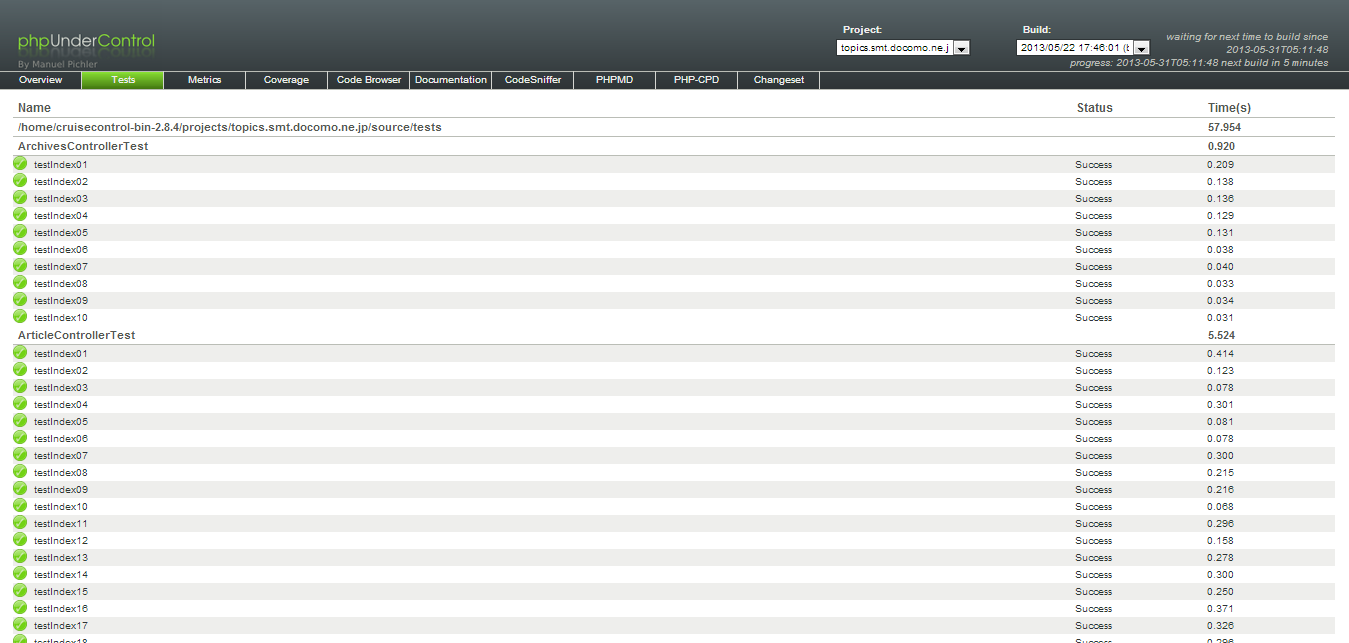 phpUnderControl
By Manuel Pichler
Project:
topics.smt.docomo.ne.j
Build:
2013/05/22 17:46:01 (t
waiting for next time to build since
2013-05-31T05:11:48
progress: 2013-05-31T05:11:48 next build in 5 minutes
Overview Tests Metrics Coverage Code Browser Documentation CodeSniffer PHPMD PHP-CPD Changeset
Name Status Time(s)
/home/cruisecontrol-bin-2.8.4/projects/topics.smt.docomo.ne.jp/source/tests 57.954
ArchivesControllerTest 0.920
testIndex01 Success 0.209
testIndex02 Success 0.138
testIndex03 Success 0.136
testIndex04 Success 0.129
testIndex05 Success 0.131
testIndex06 Success 0.038
testIndex07 Success 0.040
testIndex08 Success 0.033
testIndex09 Success 0.034
testIndex10 Success 0.031
ArticleControllerTest 5.524
testIndex01 Success 0.414
testIndex02 Success 0.123
testIndex03 Success 0.078
testIndex04 Success 0.301
testIndex05 Success 0.081
testIndex06 Success 0.078
testIndex07 Success 0.300
testIndex08 Success 0.215
testIndex09 Success 0.216
testIndex10 Success 0.068
testIndex11 Success 0.296
testIndex12 Success 0.158
testIndex13 Success 0.278
testIndex14 Success 0.300
testIndex15 Success 0.250
testIndex16 Success 0.371
testIndex17 Success 0.326
testIndex18 Success 0.299